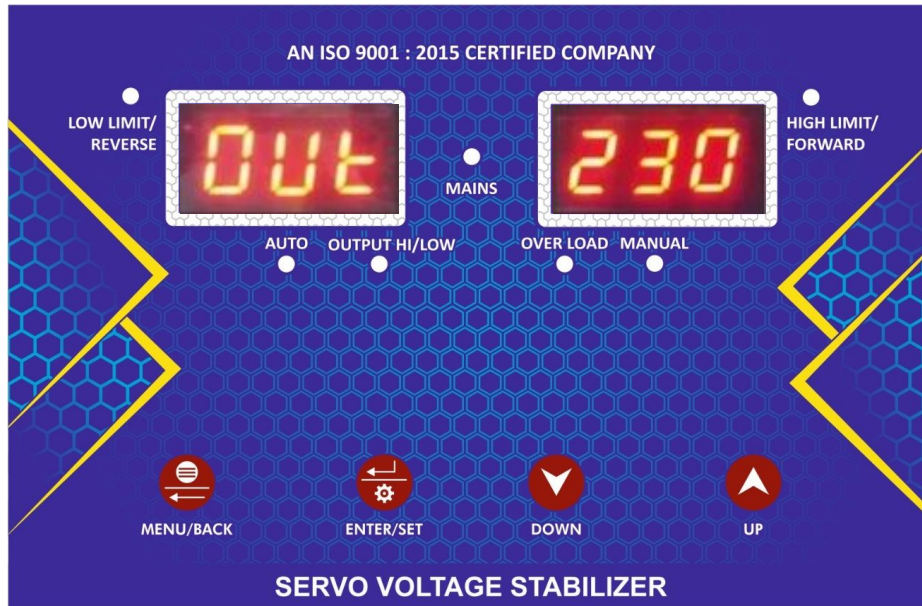 AN ISO 9001 : 2015 CERTIFIED COMPANY
LOW LIMIT/
REVERSE
OUt
MAINS
230
HIGH LIMIT/
FORWARD
AUTO
OUTPUT HI/LOW
OVER LOAD
MANUAL
MENU/BACK
ENTER/SET
DOWN
UP
SERVO VOLTAGE STABILIZER